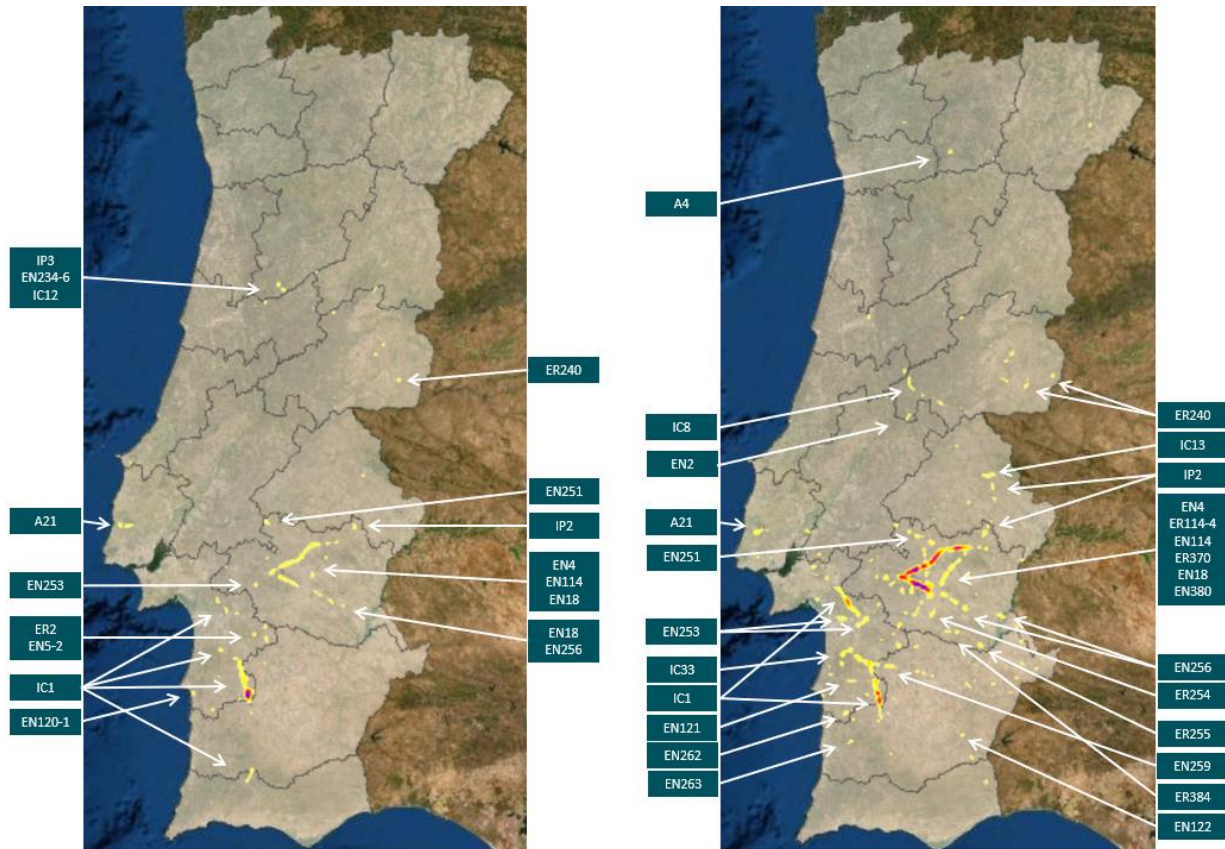 IP3
EN234-6
IC12
ER240
EN251
A21
IP2
EN253
EN4
EN114
EN18
ER2
EN5-2
EN18
EN256
IC1
EN120-1
A4
ER240
IC8
IC13
EN2
IP2
A21
EN4
ER114-4
EN114
ER370
EN18
EN380
EN251
EN253
IC33
EN256
IC1
ER254
EN121
ER255
EN262
EN259
EN263
ER384
EN122